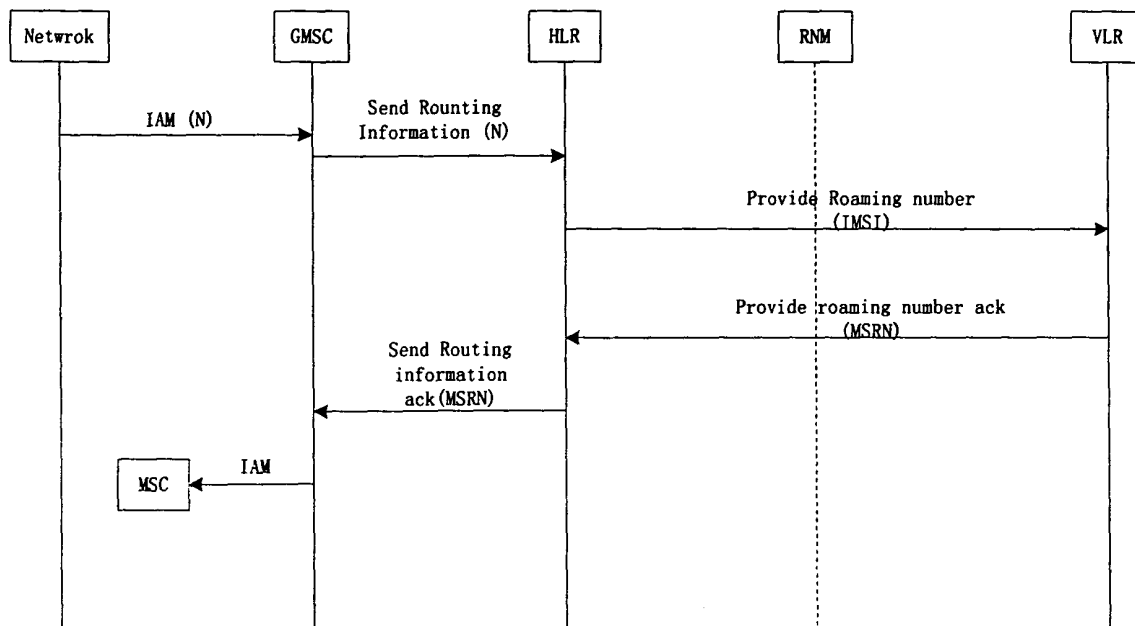 Netwrok
GMSC
HLR
RNM
VLR
IAM (N)
Send Rounting
Information (N)
Provide Roaming number
(IMSI)
Provide roaming number ack
(MSRN)
Send Routing
information
ack(MSRN)
IAM
MSC